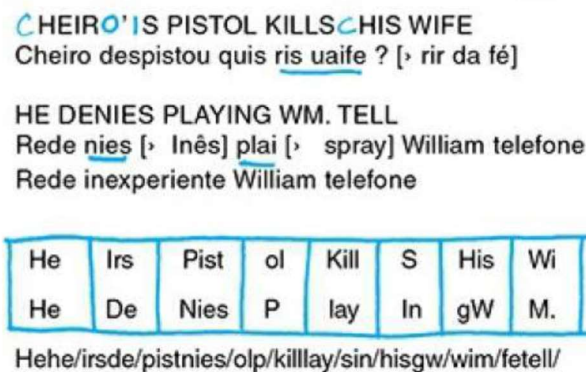 CHEIRO'IS PISTOL KILLSCHIS WIFE
Cheiro despistou quis ris uaife ? [› rir da fé]
HE DENIES PLAYING WM. TELL
Rede nies [› Inês] plai [› spray] William telefone
Rede inexperiente William telefone
He Irs Pist ol Kill S His Wi
He De Nies P lay In gW M.
Hehe/irsde/pistnies/olp/killlay/sin/hisgw/wim/fetell/